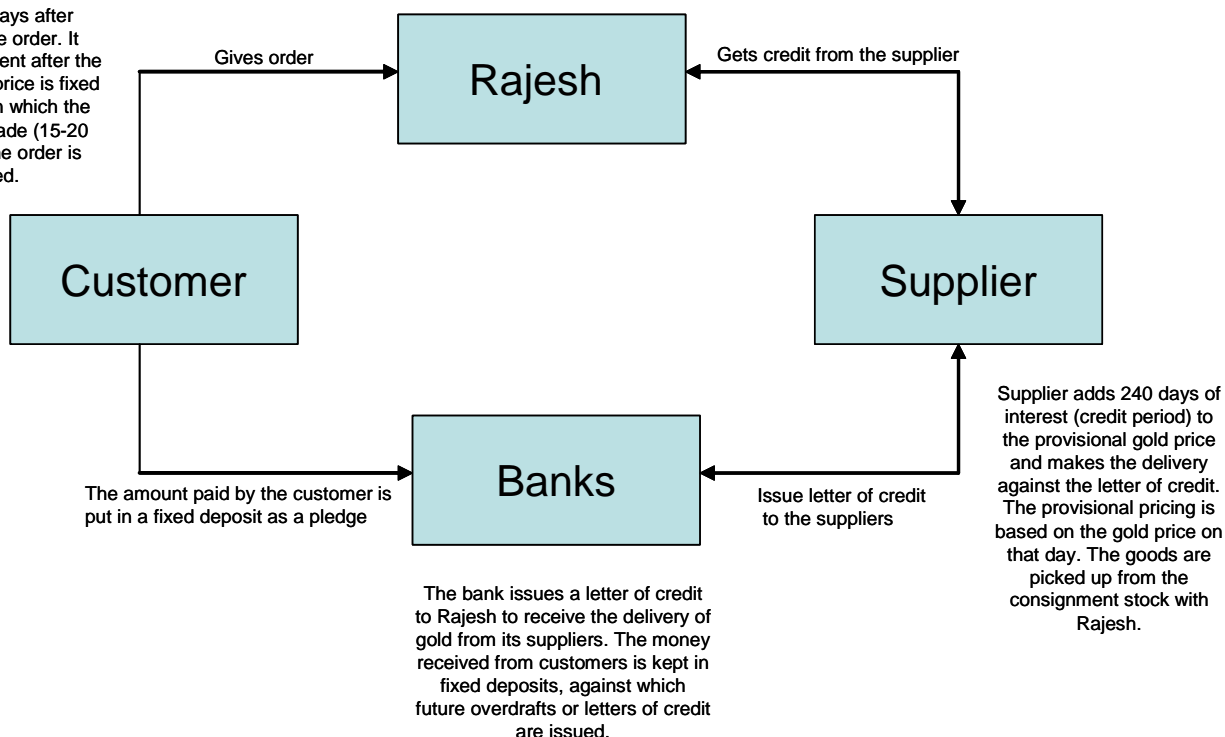 ays after
e order. It
ent after the
price is fixed
n which the
ade (15-20
he order is
ed.
Gives order
Rajesh
Gets credit from the supplier
Customer
Supplier
The amount paid by the customer is
put in a fixed deposit as a pledge
Banks
Issue letter of credit
to the suppliers
Supplier adds 240 days of
interest (credit period) to
the provisional gold price
and makes the delivery
against the letter of credit.
The provisional pricing is
based on the gold price on
that day. The goods are
picked up from the
consignment stock with
Rajesh.
The bank issues a letter of credit
to Rajesh to receive the delivery of
gold from its suppliers. The money
received from customers is kept in
fixed deposits, against which
future overdrafts or letters of credit
are issued.